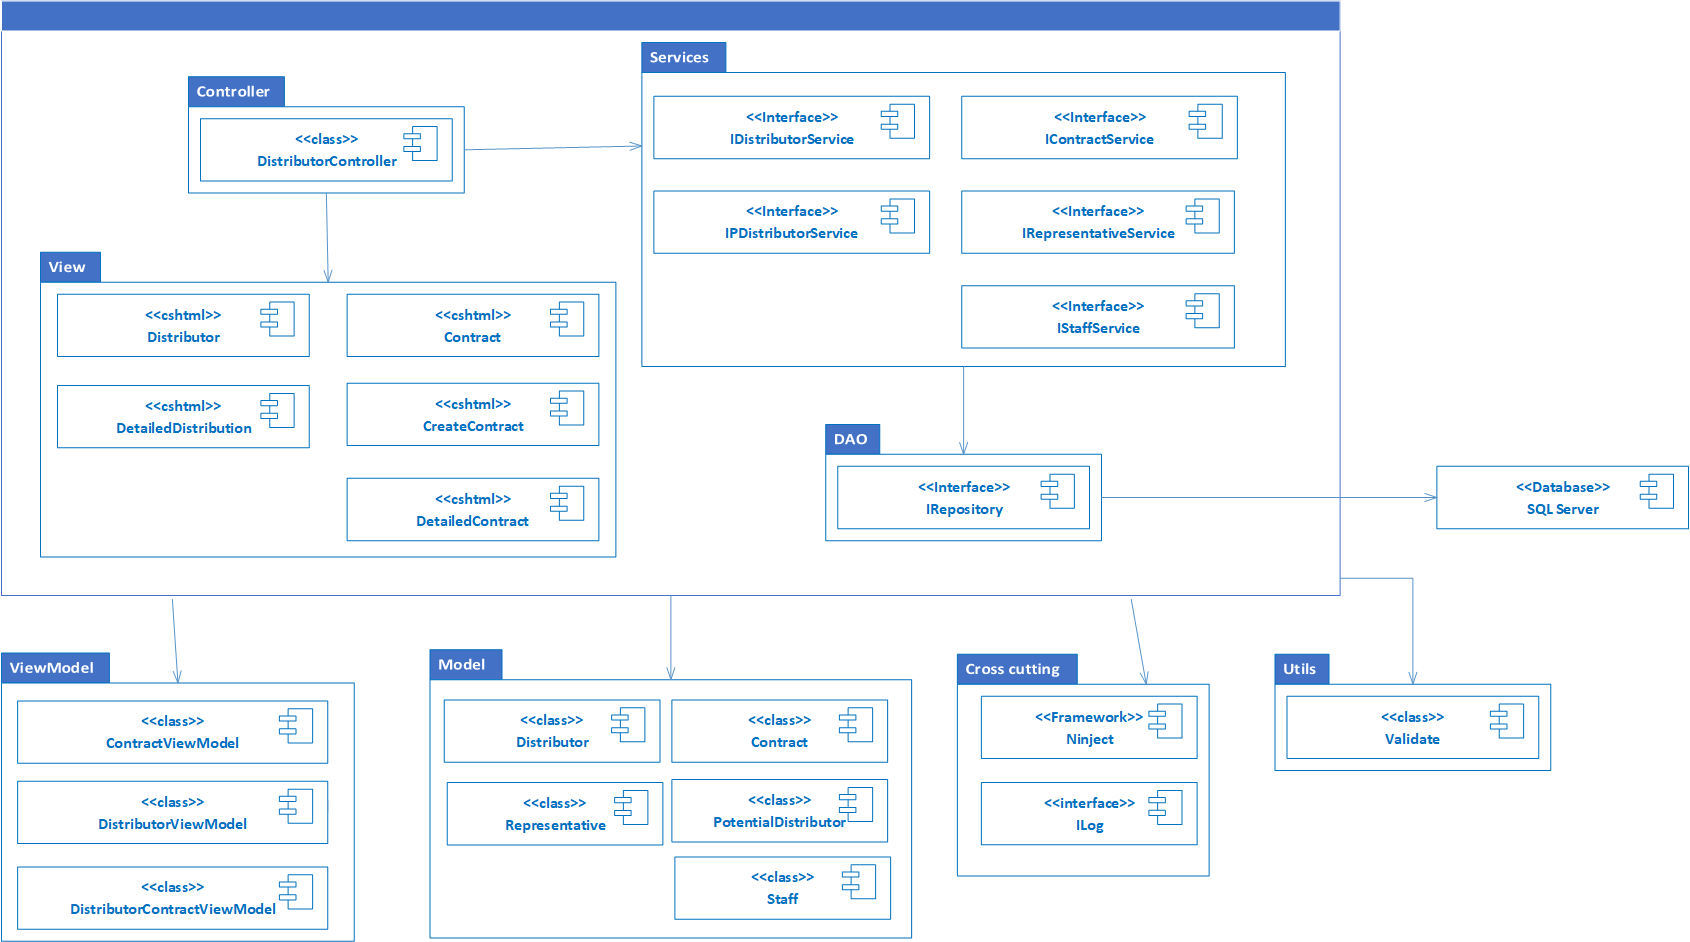 Services
Controller
<<Interface>>
IDistributorService
<<Interface>>
IContractService
<<class>>
DistributorController
<<Interface>>
IPDistributorService
<<Interface>>
IRepresentativeService
View
<<Interface>>
IStaffService
<<cshtml>>
Distributor
<<cshtml>>
Contract
<<cshtml>>
DetailedDistribution
<<cshtml>>
CreateContract
<<cshtml>>
DetailedContract
DAO
<<Interface>>
IRepository
<<Database>>
SQL Server
ViewModel
<<class>>
ContractViewModel
<<class>>
DistributorViewModel
<<class>>
DistributorContractViewModel
Model
<<class>>
Distributor
<<class>>
Contract
<<class>>
Representative
<<class>>
PotentialDistributor
<<class>>
Staff
Cross cutting
<<Framework>>
Ninject
<<interface>>
ILog
Utils
<<class>>
Validate